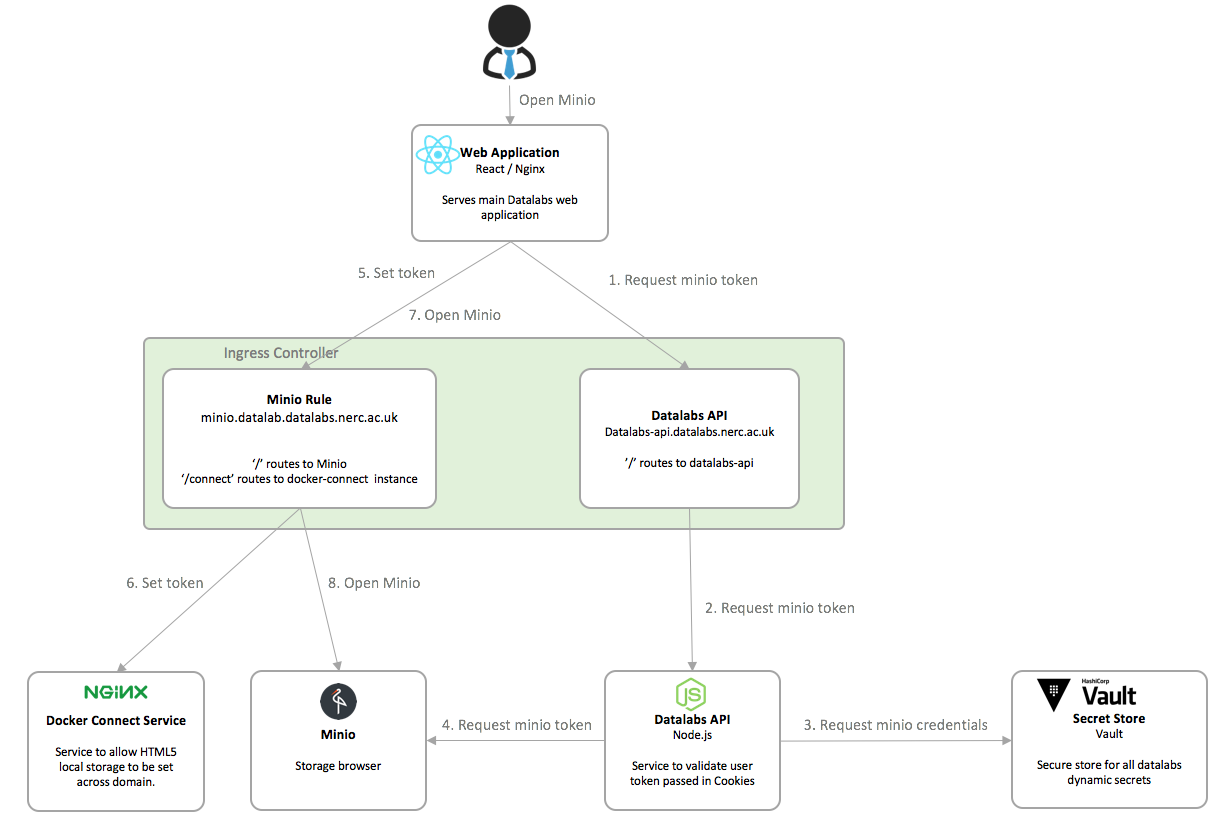 Open Minio
Web Application
React / Nginx
Serves main Datalabs web
application
5. Set token
1. Request minio token
7. Open Minio
Ingress Controller
Minio Rule
minio.datalab.datalabs.nerc.ac.uk
‘/’ routes to Minio
‘/connect’ routes to docker-connect instance
Datalabs API
Datalabs-api.datalabs.nerc.ac.uk
‘/’ routes to datalabs-api
6. Set token
8. Open Minio
2. Request minio token
NGINX
Docker Connect Service
Service to allow HTML5
local storage to be set
across domain.
Minio
Storage browser
4. Request minio token
JS
Datalabs API
Node.js
Service to validate user
token passed in Cookies
3. Request minio credentials
HashiCorp
Vault
Secret Store
Vault
Secure store for all datalabs
dynamic secrets